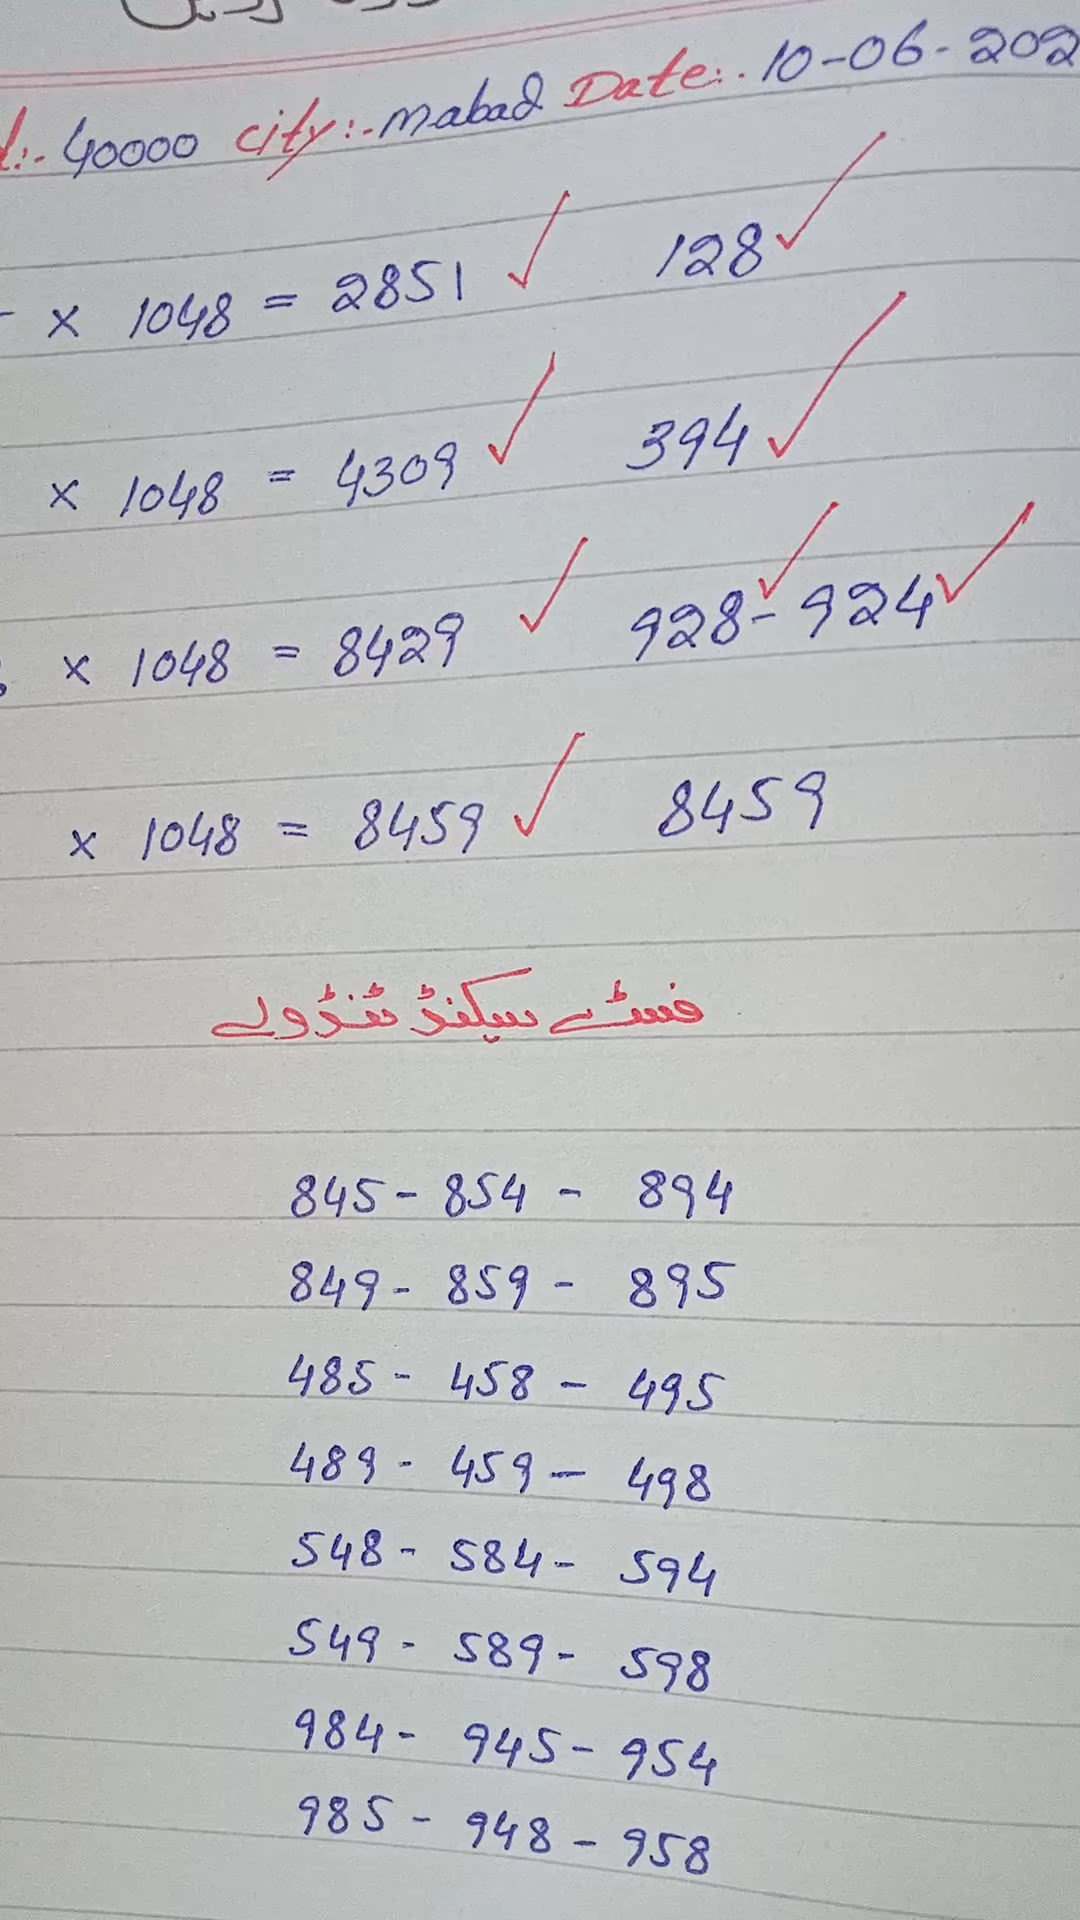 40000 City:- Mabad Date:- 10-06-202
× 1048 = 2851 128
× 1048 = 4309 394
× 1048 = 8429 928 - 924
× 1048 = 8459 8459
فسٹ سیکنڈ ٹنڈولے
845 - 854 - 894
849 - 859 - 895
485 - 458 - 495
489 - 459 - 498
548 - 584 - 594
549 - 589 - 598
984 - 945 - 954
985 - 948 - 958